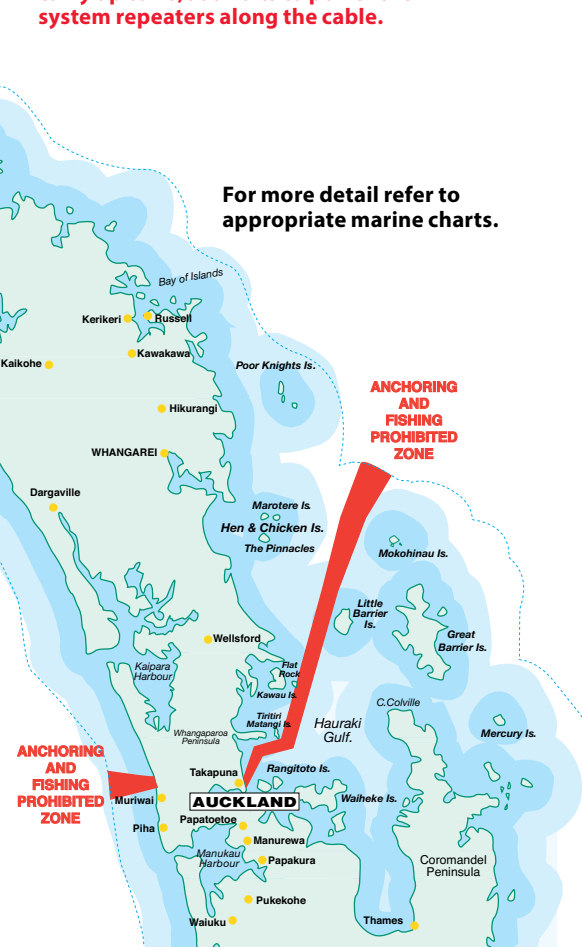 system repeaters along the cable.
For more detail refer to
appropriate marine charts.
Bay of Islands
Kerikeri
Russell
Kawakawa
Kaikohe
Poor Knights Is.
ANCHORING
AND
FISHING
PROHIBITED
ZONE
Hikurangi
WHANGAREI
Dargaville
Marotere Is.
Hen & Chicken Is.
The Pinnacles
Mokohinau Is.
Little
Barrier
Is.
Great
Barrier Is.
Wellsford
Kaipara
Harbour
Flat
Rock
Kawau Is.
C.Colville
Tiritiri
Matangi Is.
Hauraki
Gulf.
Mercury Is.
Whangaparoa
Peninsula
ANCHORING
AND
FISHING
PROHIBITED
ZONE
Takapuna
Rangitoto Is.
Muriwai
AUCKLAND
Waiheke Is.
Papatoetoe
Piha
Manurewa
Manukau
Harbour
Papakura
Coromandel
Peninsula
Pukekohe
Waiuku
Thames